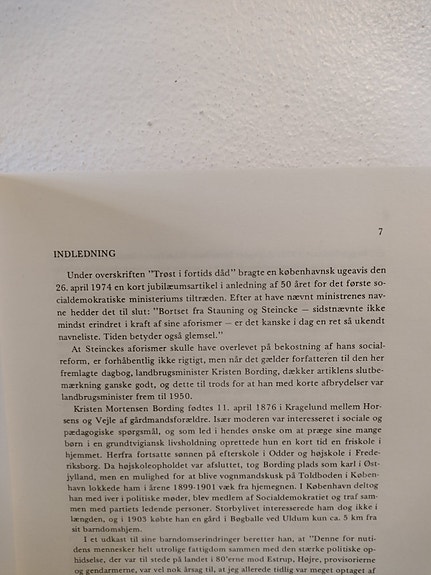 7
INDLEDNING
Under overskriften "Trøst i fortids dåd" bragte en københavnsk ugeavis den
26. april 1974 en kort jubilæumsartikel i anledning af 50 året for det første so-
cialdemokratiske ministeriums tiltræden. Efter at have nævnt ministrenes nav-
ne hedder det til slut: "Bortset fra Stauning og Steincke – sidstnævnte ikke
mindst erindret i kraft af sine aforismer – er det kanske i dag en ret så ukendt
navneliste. Tiden betyder også glemsel."
At Steinckes aforismer skulle have overlevet på bekostning af hans social-
reform, er forhåbentlig ikke rigtigt, men når det gælder forfatteren til den her
fremlagte dagbog, landbrugsminister Kristen Bording, dækker artiklens slutbe-
mærkning ganske godt, og dette til trods for at han med korte afbrydelser var
landbrugsminister frem til 1950.
Kristen Mortensen Bording fødtes 11. april 1876 i Kragelund mellem Hor-
sens og Vejle af gårdmandsforældre. Især moderen var interesseret i sociale og
pædagogiske spørgsmål, og som led i hendes ønske om at præge sine mange
børn i en grundtvigiansk livsholdning oprettede hun en kort tid en friskole i
hjemmet. Herfra fortsatte sønnen på efterskole i Odder og højskole i Frede-
riksborg. Da højskoleopholdet var afsluttet, tog Bording plads som karl i Øst-
jylland, men en mulighed for at blive vognmandskusk på Toldboden i Køben-
havn lokkede ham i årene 1899-1901 væk fra hjemegnen. I København deltog
han med iver i politiske møder, blev medlem af Socialdemokratiet og traf sam-
men med partiets ledende personer. Storbylivet interesserede ham dog ikke i
længden, og i 1903 købte han en gård i Bøgballe ved Uldum kun ca. 5 km fra
sit barndomshjem.
I et udkast til sine barndomserindringer beretter han, at "Denne for nuti-
dens mennesker helt utrolige fattigdom sammen med den stærke politiske op-
hidselse, der var til stede på landet i 80'erne mod Estrup, Højre, provisorierne
og gendarmerne, var vel nok årsag til, at jeg allerede tidlig var meget optaget af